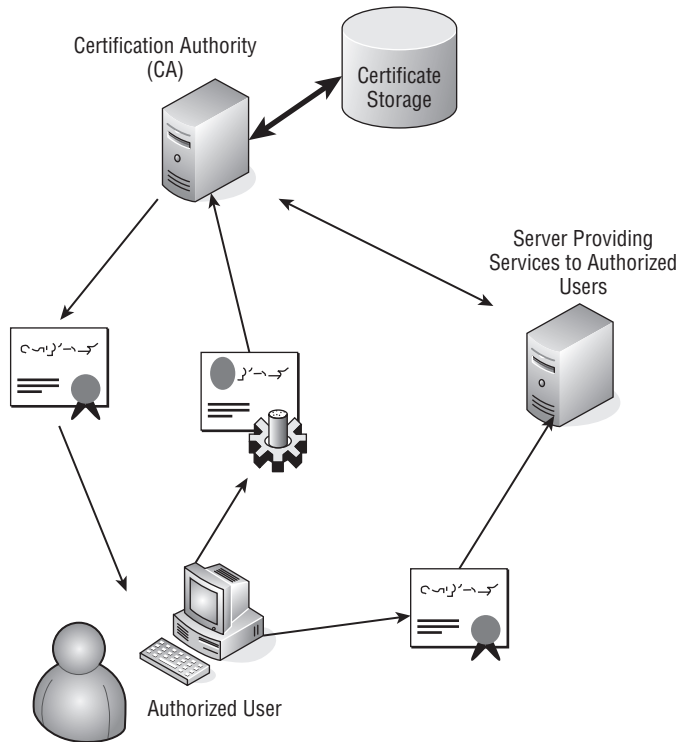 Certification Authority
(CA)
Certificate
Storage
Server Providing
Services to Authorized
Users
Authorized User